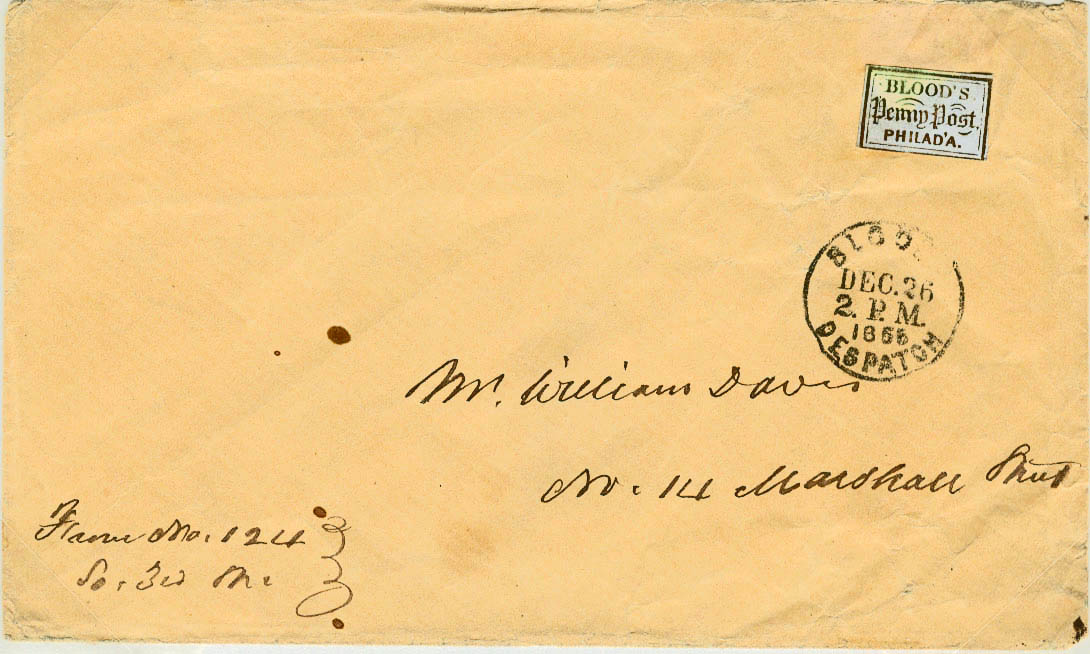 BLOOD'S
Penny Post,
PHILAD'A.
BLOOD
DEC. 26
2. P. M.
1855
DESPATCH
Mr. William Davis
No. 14 Marshall Street
From No. 124
So. 3rd St.